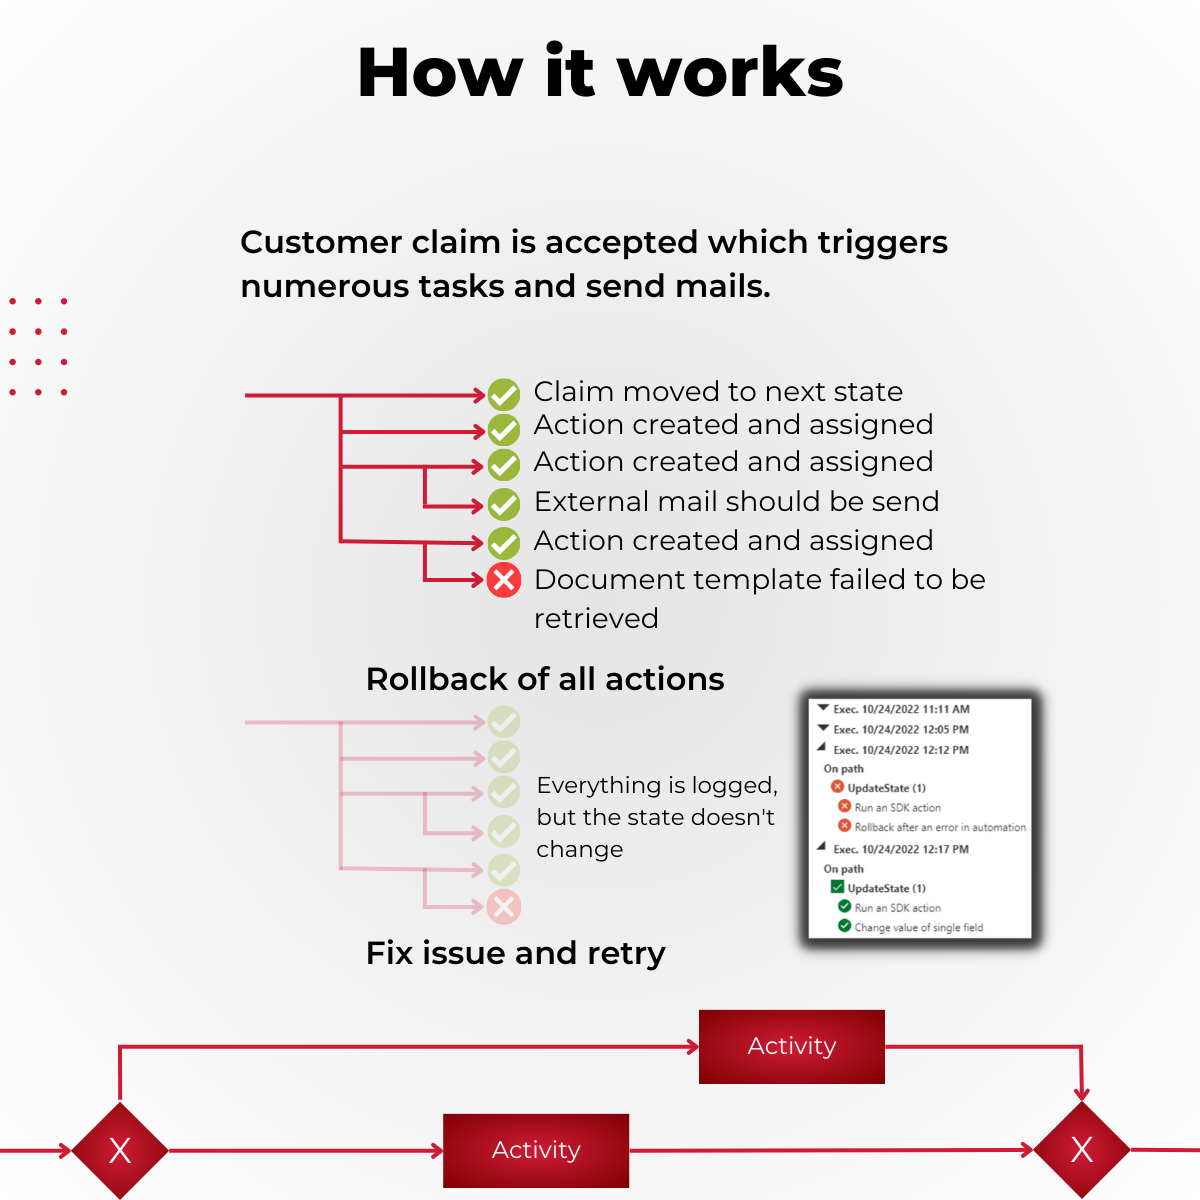 How it works
Customer claim is accepted which triggers
numerous tasks and send mails.
Claim moved to next state
Action created and assigned
Action created and assigned
External mail should be send
Action created and assigned
Document template failed to be
retrieved
Rollback of all actions
Everything is logged,
but the state doesn't
change
Exec. 10/24/2022 11:11 AM
Exec. 10/24/2022 12:05 PM
Exec. 10/24/2022 12:12 PM
On path
UpdateState (1)
Run an SDK action
Rollback after an error in automation
Exec. 10/24/2022 12:17 PM
On path
UpdateState (1)
Run an SDK action
Change value of single field
Fix issue and retry
Activity
X
Activity
X